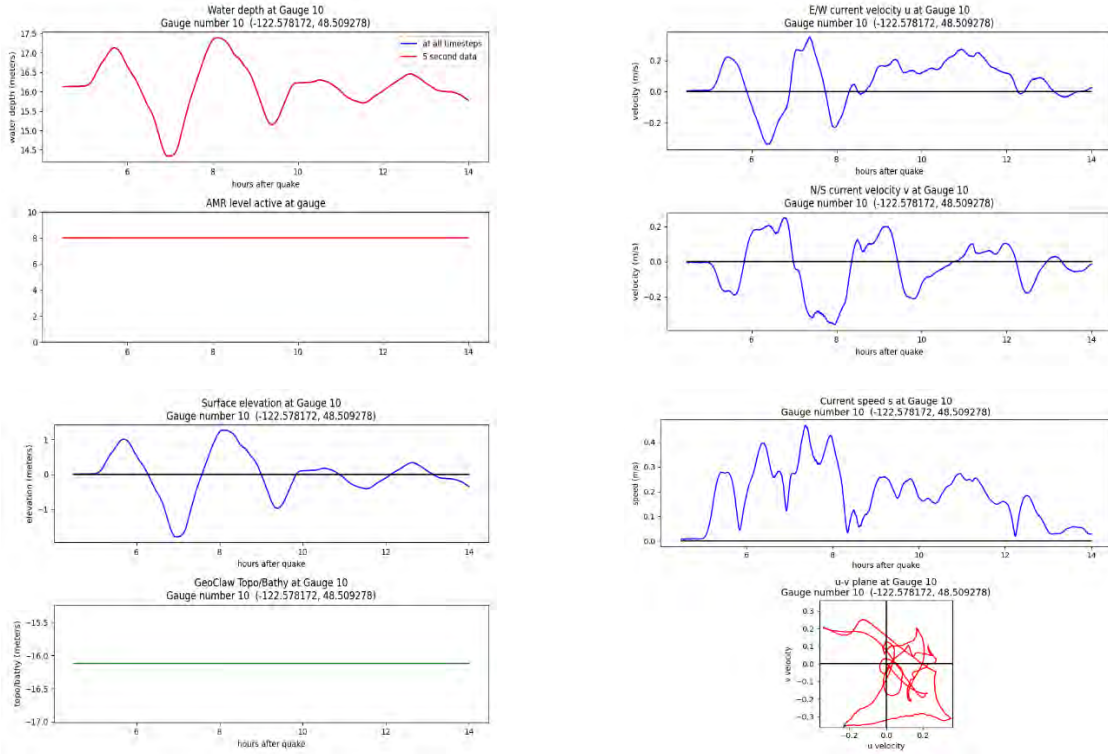 Water depth at Gauge 10
Gauge number 10 (-122.578172, 48.509278)
17.5
17.0
16.5
16.0
15.5
15.0
14.5
water depth (meters)
at all timesteps
5 second data
6
8
10
12
14
hours after quake
AMR level active at gauge
10
8
6
4
2
0
6
8
10
12
14
hours after quake
Surface elevation at Gauge 10
Gauge number 10 (-122.578172, 48.509278)
1
0
−1
elevation (meters)
6
8
10
12
14
hours after quake
GeoClaw Topo/Bathy at Gauge 10
Gauge number 10 (-122.578172, 48.509278)
−15.5
−16.0
−16.5
−17.0
topo/bathy (meters)
6
8
10
12
14
hours after quake
E/W current velocity u at Gauge 10
Gauge number 10 (-122.578172, 48.509278)
0.2
0.0
−0.2
velocity (m/s)
6
8
10
12
14
hours after quake
N/S current velocity v at Gauge 10
Gauge number 10 (-122.578172, 48.509278)
0.2
0.0
−0.2
velocity (m/s)
6
8
10
12
14
hours after quake
Current speed s at Gauge 10
Gauge number 10 (-122.578172, 48.509278)
0.4
0.3
0.2
0.1
0.0
speed (m/s)
6
8
10
12
14
hours after quake
u-v plane at Gauge 10
Gauge number 10 (-122.578172, 48.509278)
0.3
0.2
0.1
0.0
−0.1
−0.2
−0.3
v velocity
−0.2
0.0
0.2
u velocity